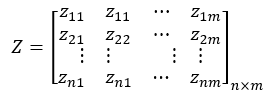 Z = [ z₁₁ z₁₁ ⋯ z₁ₘ
z₂₁ z₂₂ ⋯ z₂ₘ
⋮ ⋮ ⋮ ⋮
zₙ₁ zₙ₁ ⋯ zₙₘ ]ₙ×ₘ